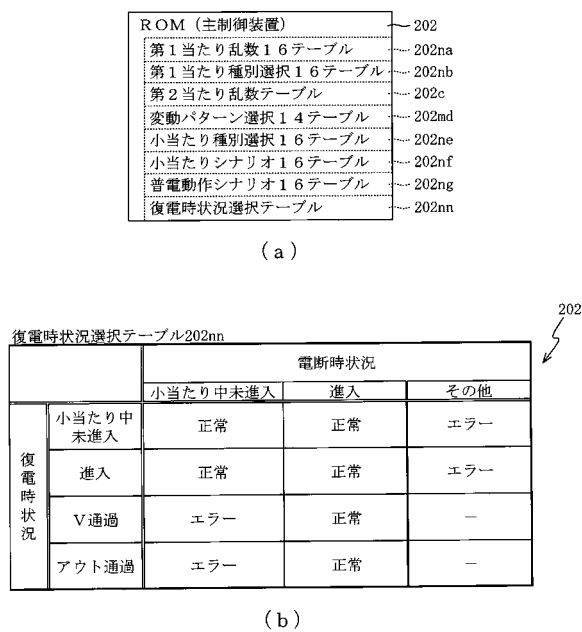 ROM（主制御装置） 202
第１当たり乱数１６テーブル 202na
第１当たり種別選択１６テーブル 202nb
第２当たり乱数テーブル 202c
変動パターン選択１４テーブル 202md
小当たり種別選択１６テーブル 202ne
小当たりシナリオ１６テーブル 202nf
普電動作シナリオ１６テーブル 202ng
復電時状況選択テーブル 202nn
（a）
202
復電時状況選択テーブル202nn
電断時状況
小当たり中未進入 進入 その他
復電時状況
小当たり中
未進入 正常 正常 エラー
進入 正常 正常 エラー
V通過 エラー 正常 －
アウト通過 エラー 正常 －
（b）